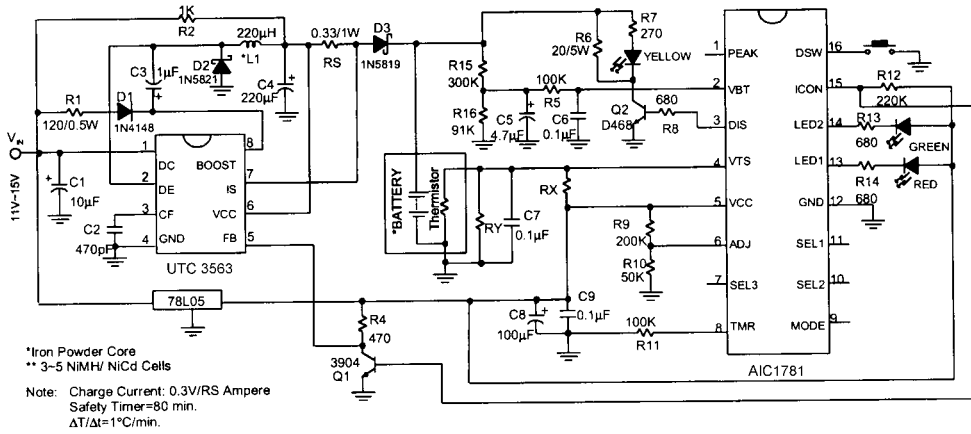 1K
R2
220µH
*L1
0.33/1W
RS
D3
1N5819
C3
1µF
D2
1N5821
C4
220µF
R1
120/0.5W
D1
1N4148
VIN
11V~15V
C1
10µF
C2
470pF
1
DC
2
DE
3
CF
4
GND
8
BOOST
7
IS
6
VCC
5
FB
UTC 3563
78L05
R4
470
3904
Q1
R15
300K
R16
91K
C5
4.7µF
100K
R5
C6
0.1µF
R6
20/5W
R7
270
YELLOW
Q2
D468
680
R8
*BATTERY
Thermistor
RY
C7
0.1µF
RX
R9
200K
R10
50K
C8
100µF
C9
0.1µF
100K
R11
1
PEAK
2
VBT
3
DIS
4
VTS
5
VCC
6
ADJ
7
SEL3
8
TMR
16
DSW
15
ICON
14
LED2
13
LED1
12
GND
11
SEL1
10
SEL2
9
MODE
AIC1781
R12
220K
R13
680
GREEN
RED
R14
680
*Iron Powder Core
** 3~5 NiMH/ NiCd Cells
Note: Charge Current: 0.3V/RS Ampere
Safety Timer=80 min.
ΔT/Δt=1°C/min.